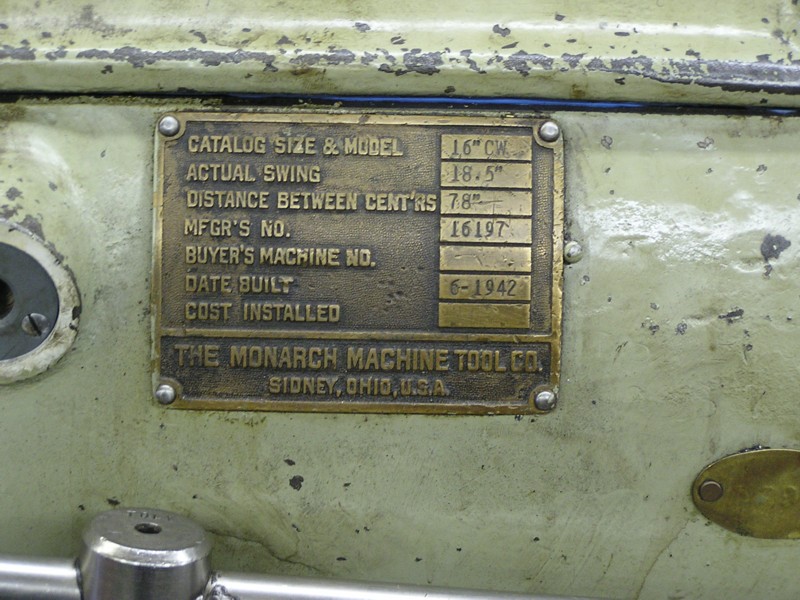 CATALOG SIZE & MODEL 16" CW
ACTUAL SWING 18.5"
DISTANCE BETWEEN CENT'RS 78"
MFGR'S NO. 16197
BUYER'S MACHINE NO.
DATE BUILT 6-1942
COST INSTALLED
THE MONARCH MACHINE TOOL CO.
SIDNEY, OHIO, U.S.A.